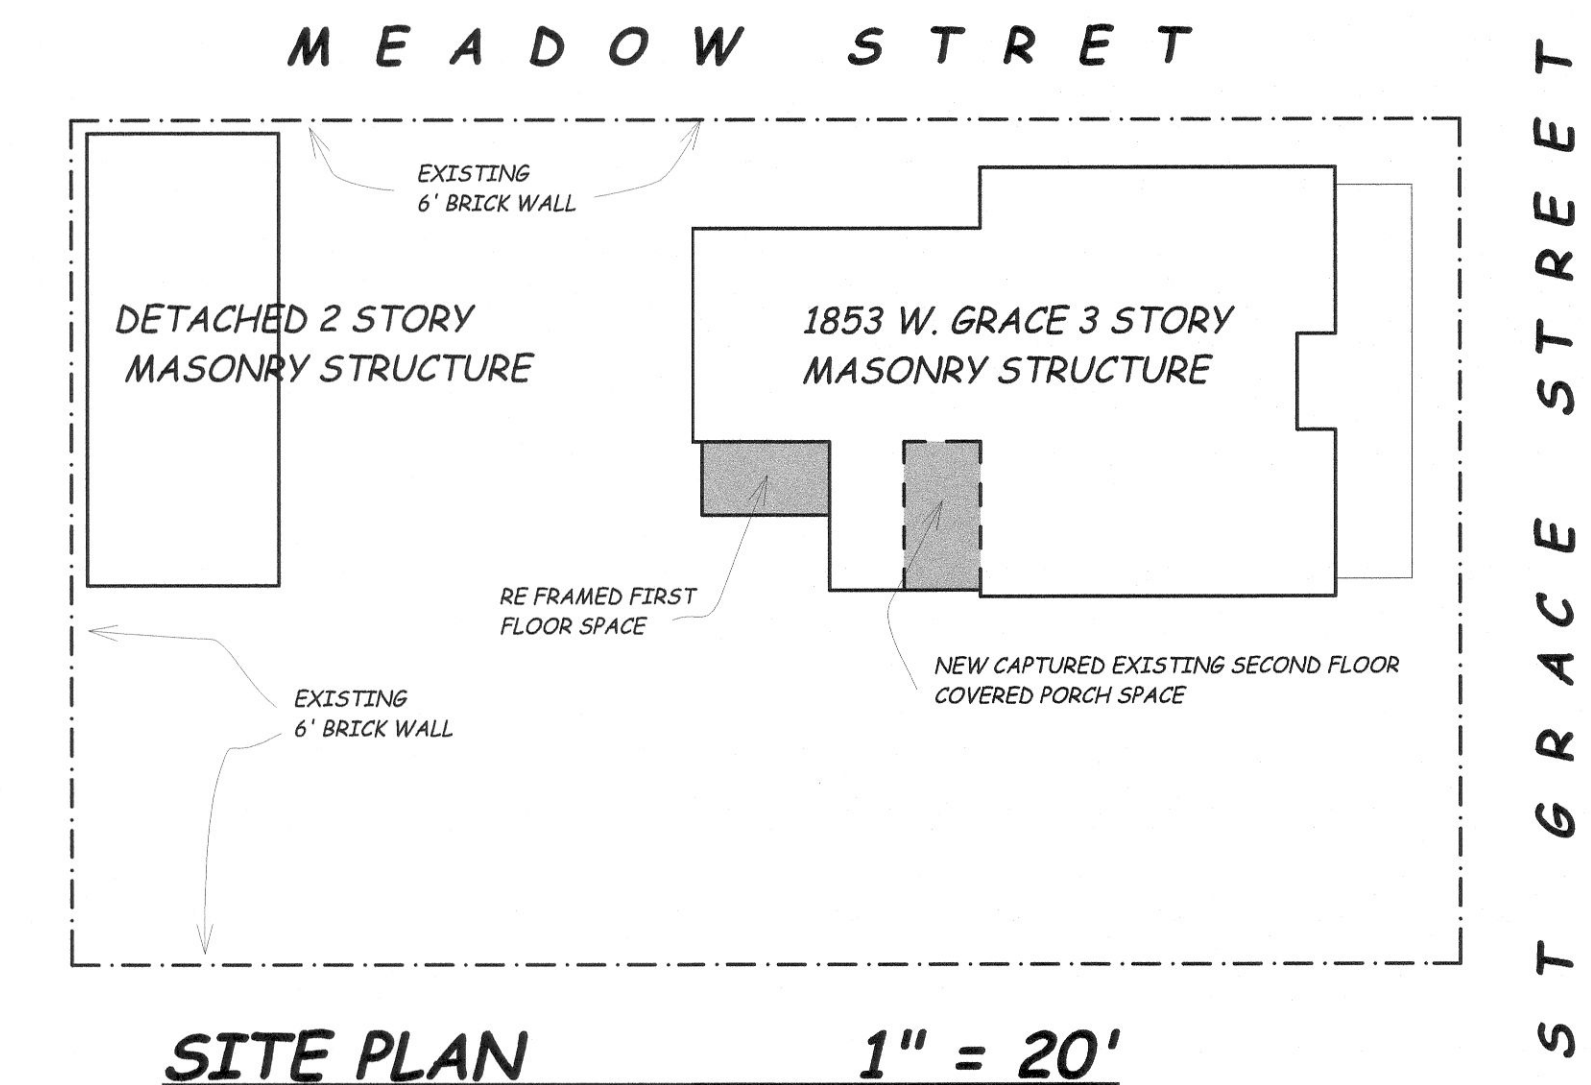 MEADOW STRET
EXISTING
6' BRICK WALL
DETACHED 2 STORY
MASONRY STRUCTURE
1853 W. GRACE 3 STORY
MASONRY STRUCTURE
RE FRAMED FIRST
FLOOR SPACE
NEW CAPTURED EXISTING SECOND FLOOR
COVERED PORCH SPACE
EXISTING
6' BRICK WALL
ST GRACE STREET
SITE PLAN 1" = 20'